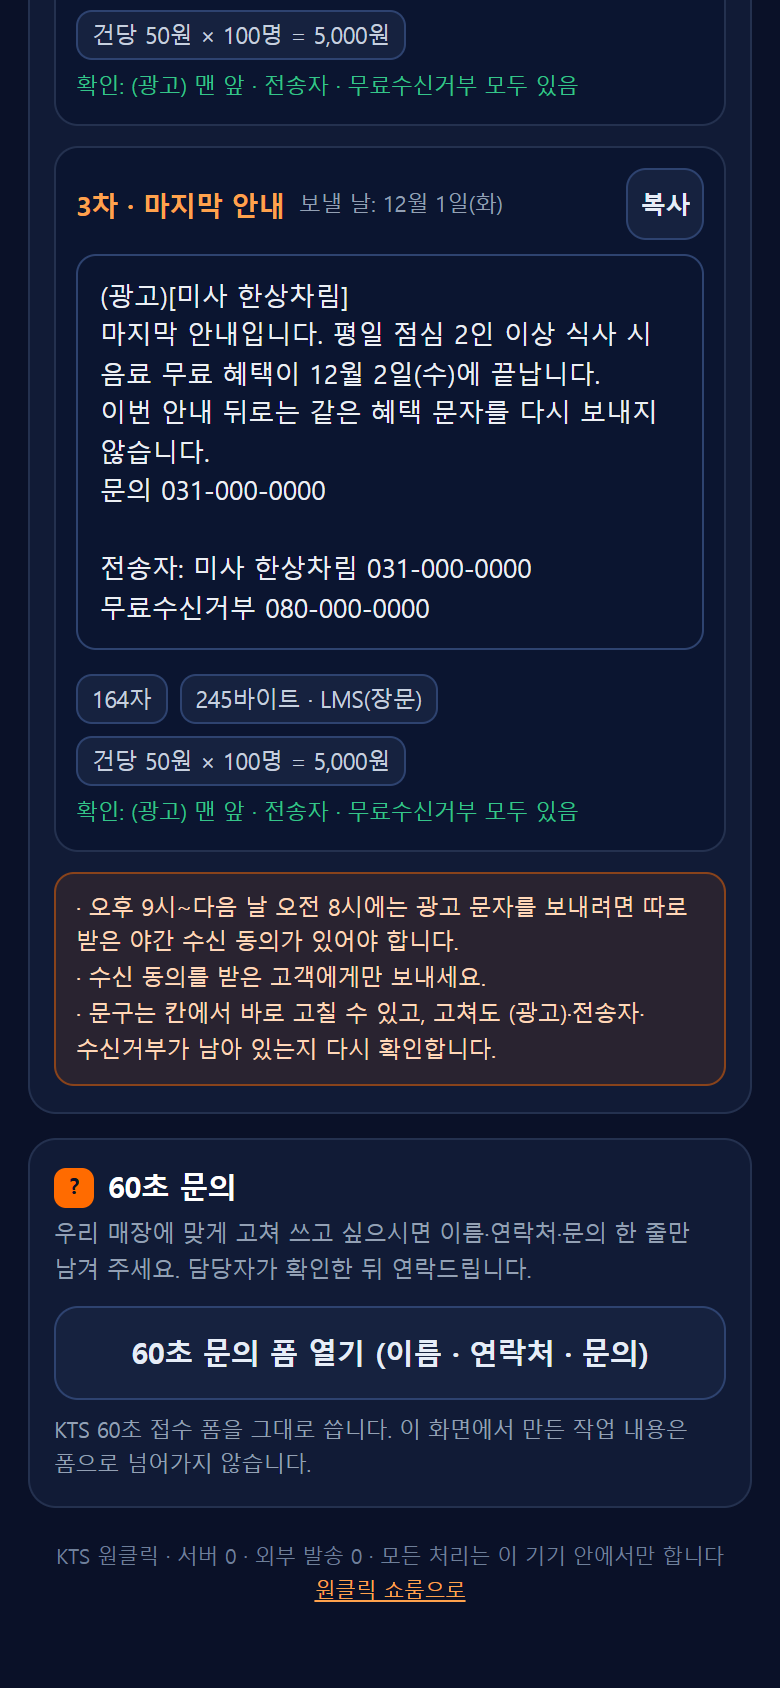 건당 50원 × 100명 = 5,000원
확인: (광고) 맨 앞 · 전송자 · 무료수신거부 모두 있음
3차 · 마지막 안내 보낼 날: 12월 1일(화)
복사
(광고)[미사 한상차림]
마지막 안내입니다. 평일 점심 2인 이상 식사 시
음료 무료 혜택이 12월 2일(수)에 끝납니다.
이번 안내 뒤로는 같은 혜택 문자를 다시 보내지
않습니다.
문의 031-000-0000
전송자: 미사 한상차림 031-000-0000
무료수신거부 080-000-0000
164자
245바이트 · LMS(장문)
건당 50원 × 100명 = 5,000원
확인: (광고) 맨 앞 · 전송자 · 무료수신거부 모두 있음
· 오후 9시~다음 날 오전 8시에는 광고 문자를 보내려면 따로
받은 야간 수신 동의가 있어야 합니다.
· 수신 동의를 받은 고객에게만 보내세요.
· 문구는 칸에서 바로 고칠 수 있고, 고쳐도 (광고)·전송자·
수신거부가 남아 있는지 다시 확인합니다.
? 60초 문의
우리 매장에 맞게 고쳐 쓰고 싶으시면 이름·연락처·문의 한 줄만
남겨 주세요. 담당자가 확인한 뒤 연락드립니다.
60초 문의 폼 열기 (이름 · 연락처 · 문의)
KTS 60초 접수 폼을 그대로 씁니다. 이 화면에서 만든 작업 내용은
폼으로 넘어가지 않습니다.
KTS 원클릭 · 서버 0 · 외부 발송 0 · 모든 처리는 이 기기 안에서만 합니다
원클릭 쇼룸으로